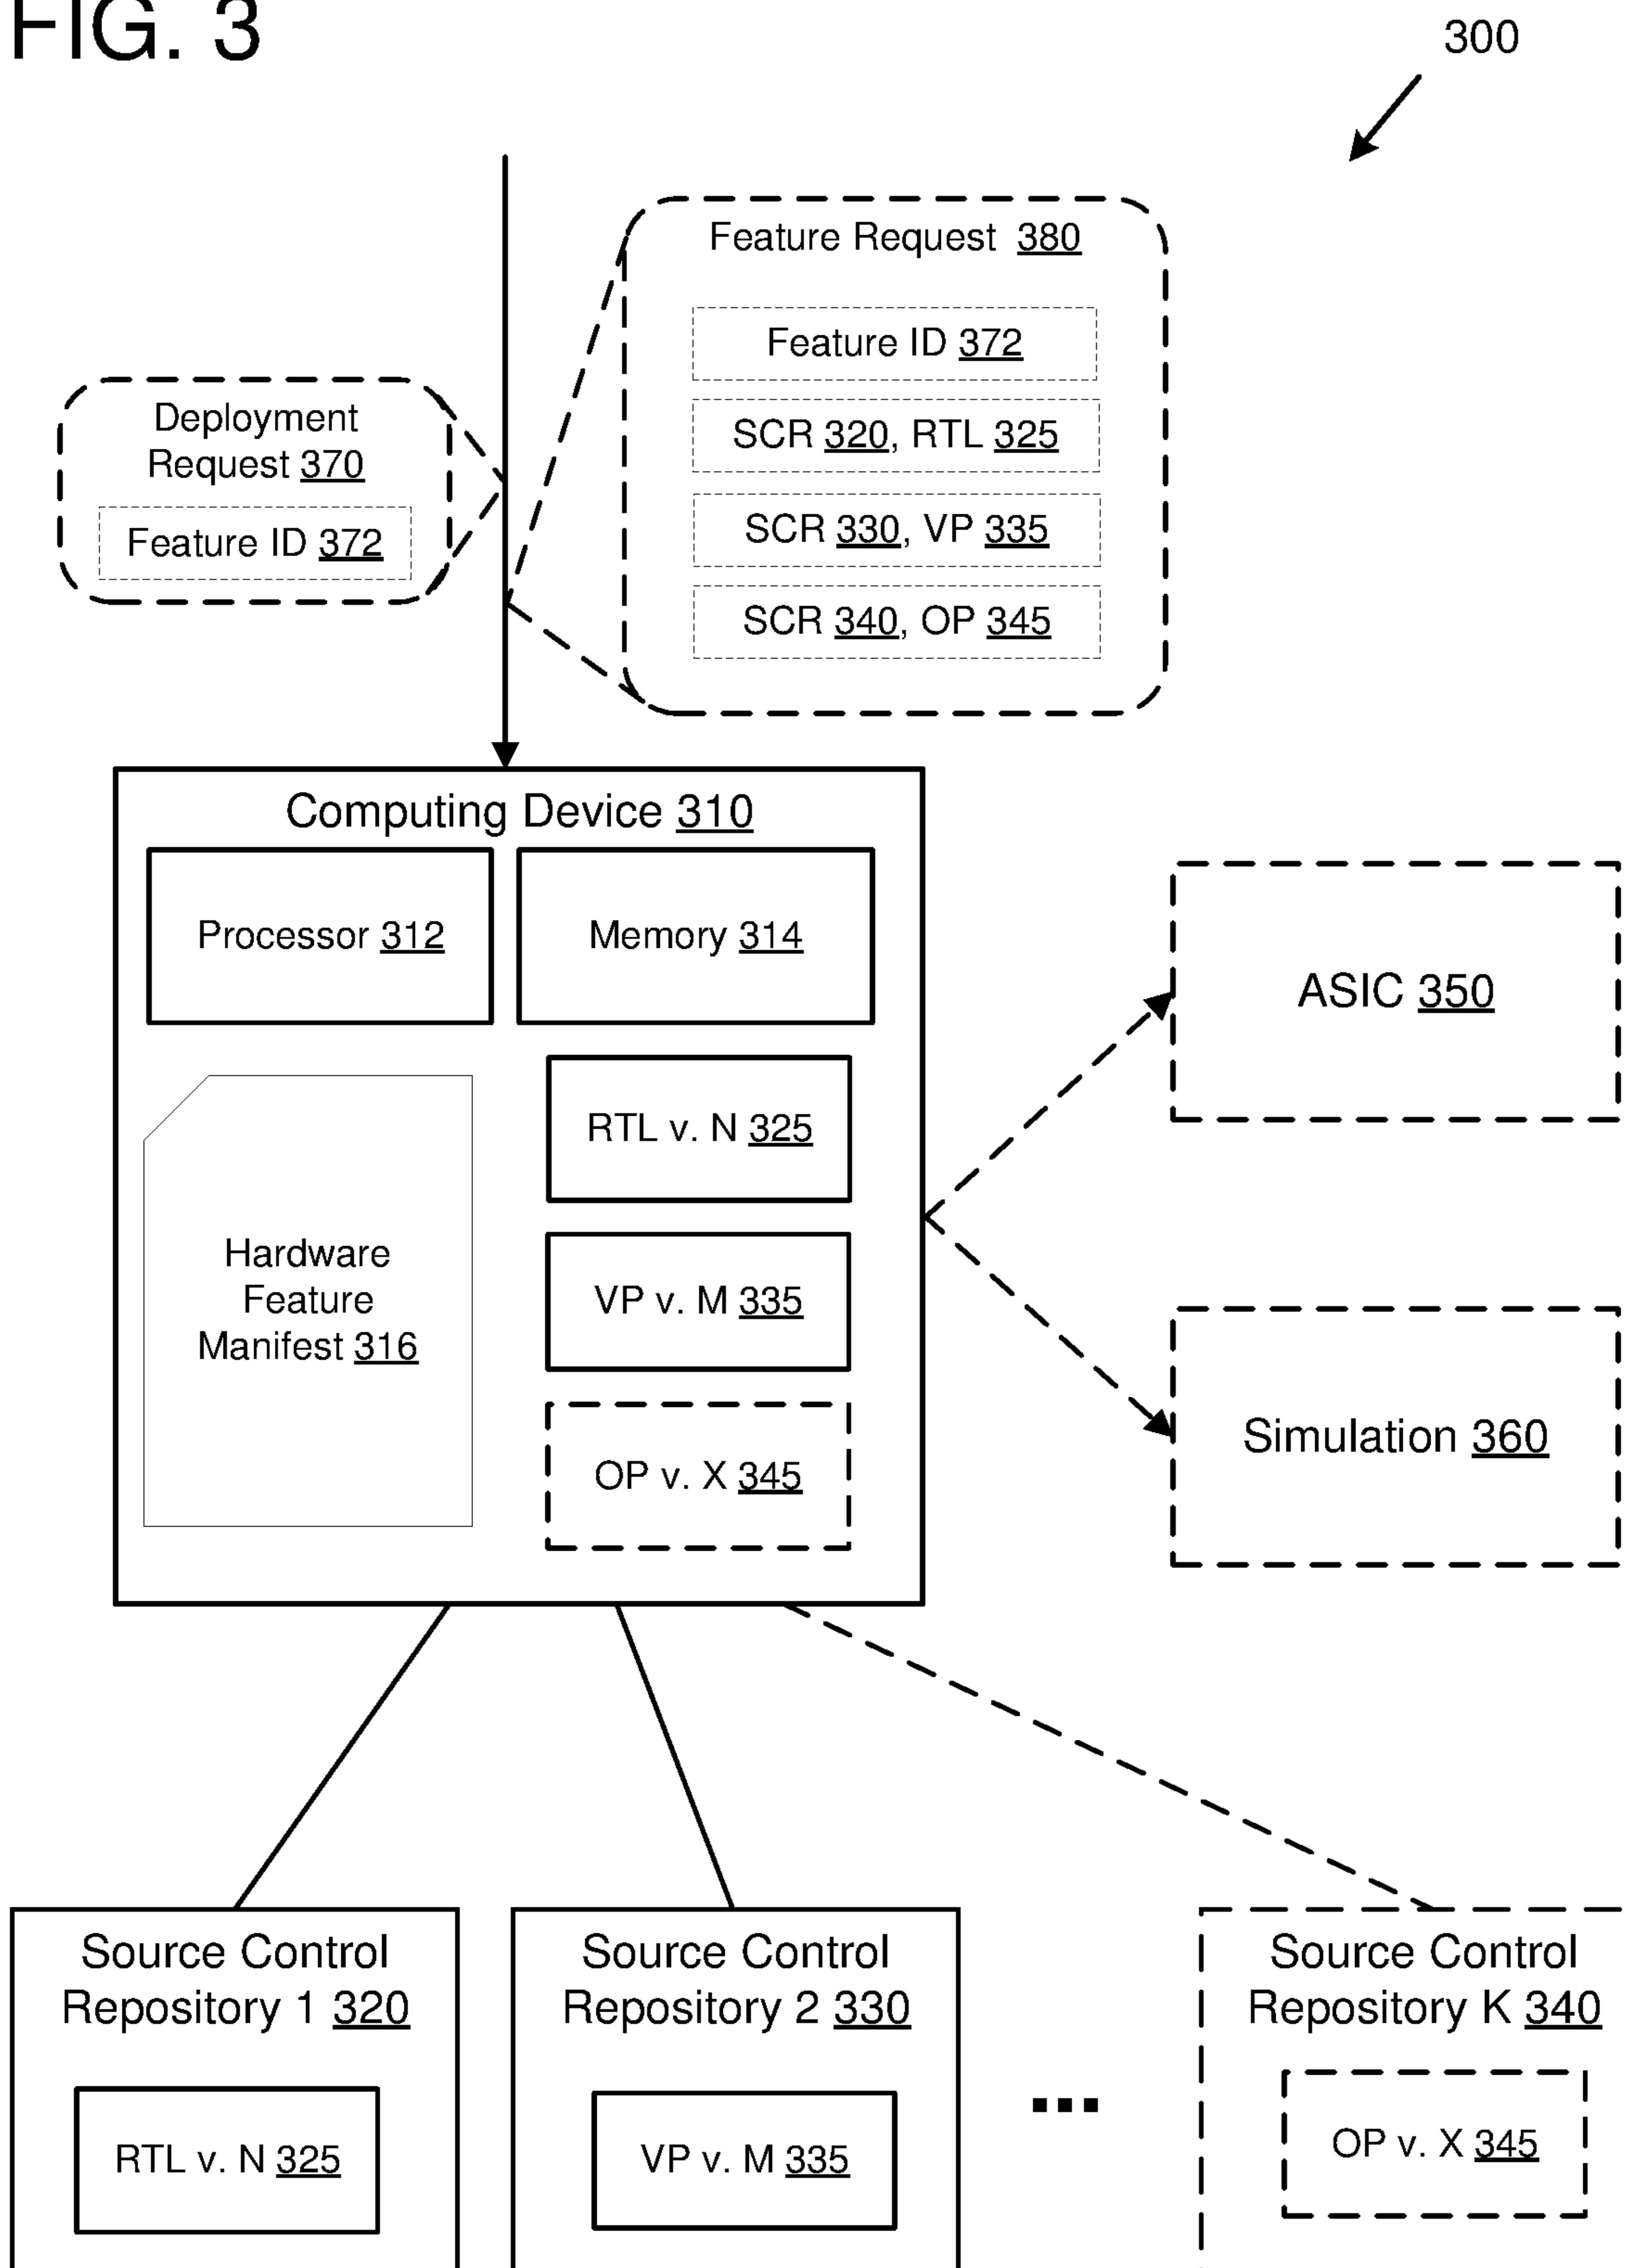 FIG. 3
300
Feature Request 380
Feature ID 372
SCR 320, RTL 325
SCR 330, VP 335
SCR 340, OP 345
Deployment
Request 370
Feature ID 372
Computing Device 310
Processor 312
Memory 314
Hardware
Feature
Manifest 316
RTL v. N 325
VP v. M 335
OP v. X 345
ASIC 350
Simulation 360
Source Control
Repository 1 320
RTL v. N 325
Source Control
Repository 2 330
VP v. M 335
Source Control
Repository K 340
OP v. X 345